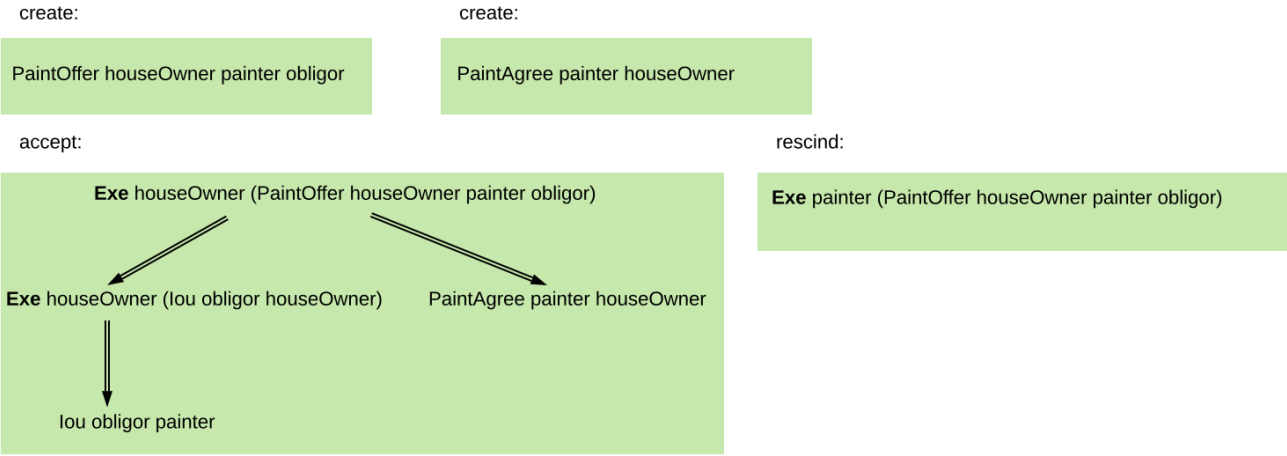 create:
create:
PaintOffer houseOwner painter obligor
PaintAgree painter houseOwner
accept:
rescind:
Exe houseOwner (PaintOffer houseOwner painter obligor)
Exe painter (PaintOffer houseOwner painter obligor)
Exe houseOwner (Iou obligor houseOwner)
PaintAgree painter houseOwner
Iou obligor painter